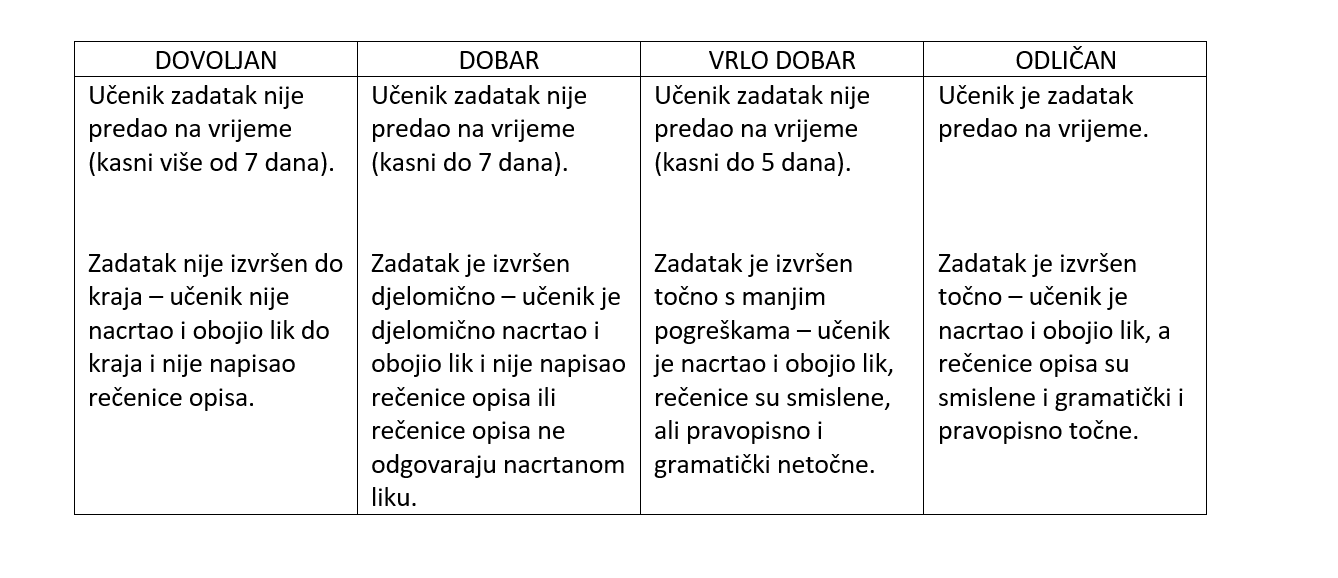 DOVOLJAN
Učenik zadatak nije
predao na vrijeme
(kasni više od 7 dana).
Zadatak nije izvršen do
kraja – učenik nije
nacrtao i obojio lik do
kraja i nije napisao
rečenice opisa.
DOBAR
Učenik zadatak nije
predao na vrijeme
(kasni do 7 dana).
Zadatak je izvršen
djelomično – učenik je
djelomično nacrtao i
obojio lik i nije napisao
rečenice opisa ili
rečenice opisa ne
odgovaraju nacrtanom
liku.
VRLO DOBAR
Učenik zadatak nije
predao na vrijeme
(kasni do 5 dana).
Zadatak je izvršen
točno s manjim
pogreškama – učenik
je nacrtao i obojio lik,
rečenice su smislene,
ali pravopisno i
gramatički netočne.
ODLIČAN
Učenik je zadatak
predao na vrijeme.
Zadatak je izvršen
točno – učenik je
nacrtao i obojio lik, a
rečenice opisa su
smislene i gramatički i
pravopisno točne.